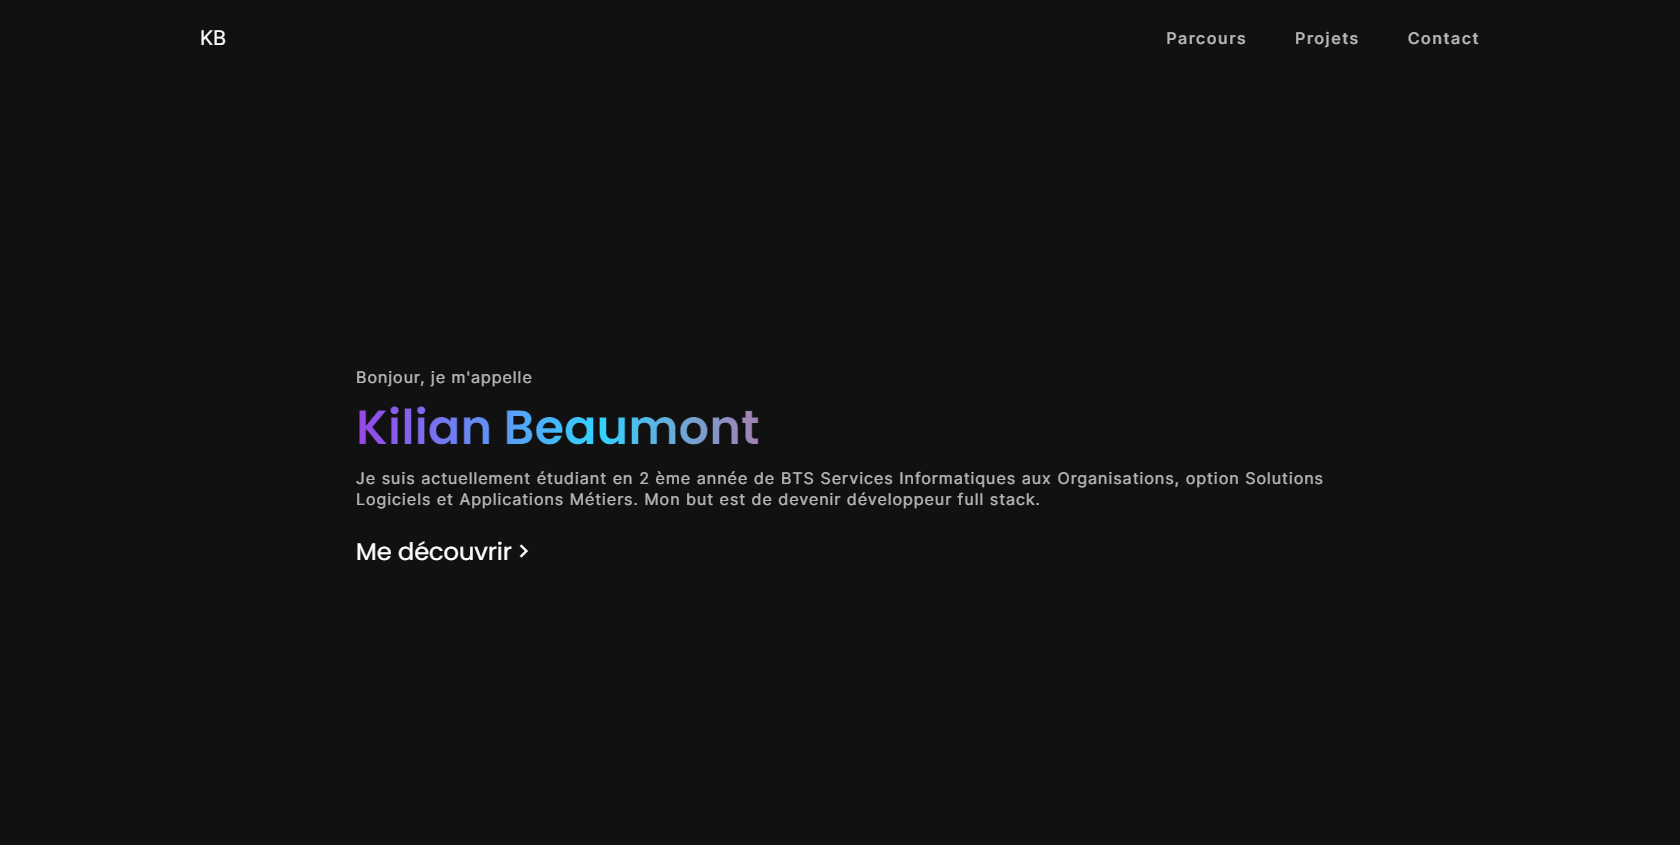 KB
Parcours
Projets
Contact
Bonjour, je m'appelle
Kilian Beaumont
Je suis actuellement étudiant en 2 ème année de BTS Services Informatiques aux Organisations, option Solutions
Logiciels et Applications Métiers. Mon but est de devenir développeur full stack.
Me découvrir >